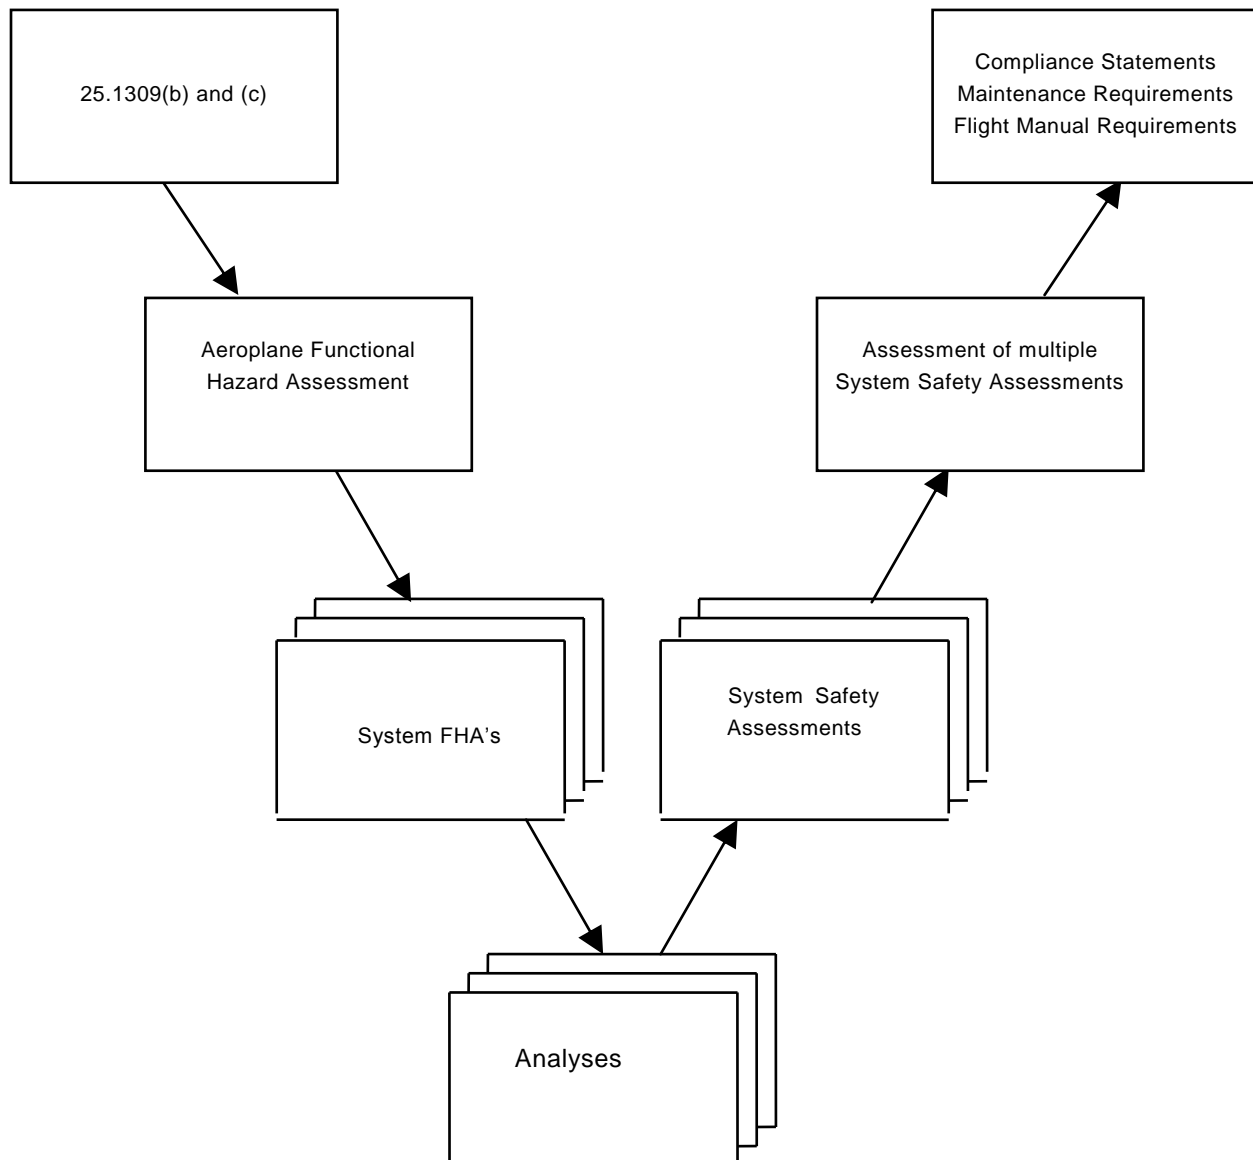 25.1309(b) and (c)
Compliance Statements
Maintenance Requirements
Flight Manual Requirements
Aeroplane Functional
Hazard Assessment
Assessment of multiple
System Safety Assessments
System FHA’s
System Safety
Assessments
Analyses